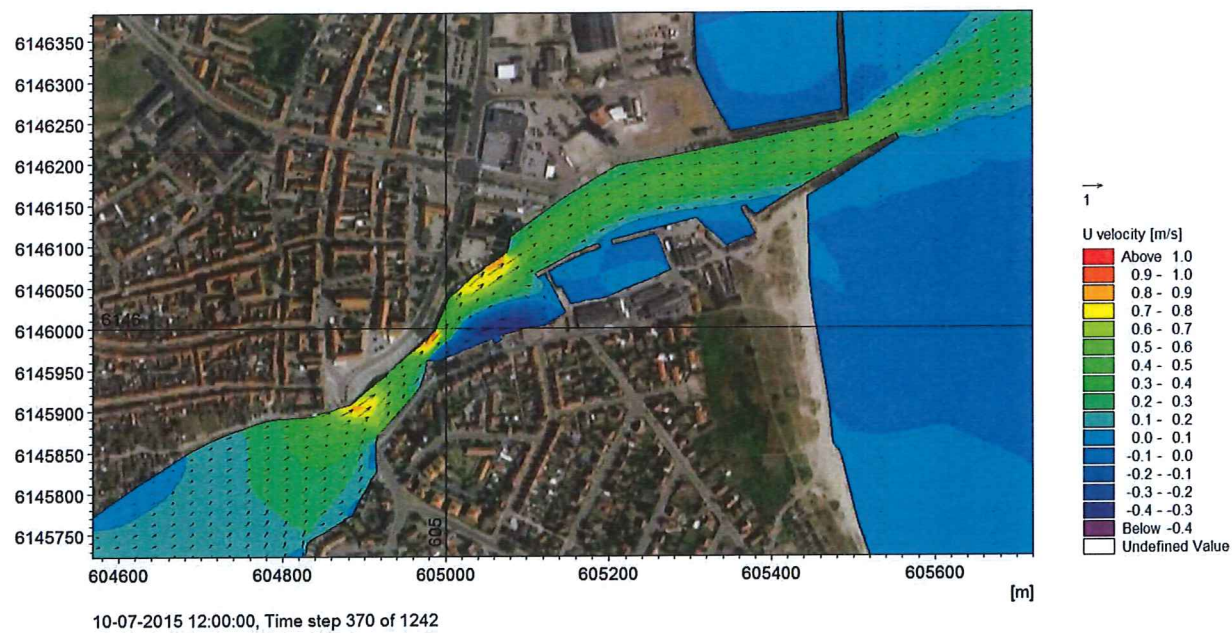 6146350
6146300
6146250
6146200
6146150
6146100
6146050
6146000
6145950
6145900
6145850
6145800
6145750
6146
605
604600 604800 605000 605200 605400 605600
[m]
1
U velocity [m/s]
Above 1.0
0.9 - 1.0
0.8 - 0.9
0.7 - 0.8
0.6 - 0.7
0.5 - 0.6
0.4 - 0.5
0.3 - 0.4
0.2 - 0.3
0.1 - 0.2
0.0 - 0.1
-0.1 - 0.0
-0.2 - -0.1
-0.3 - -0.2
-0.4 - -0.3
Below -0.4
Undefined Value
10-07-2015 12:00:00, Time step 370 of 1242